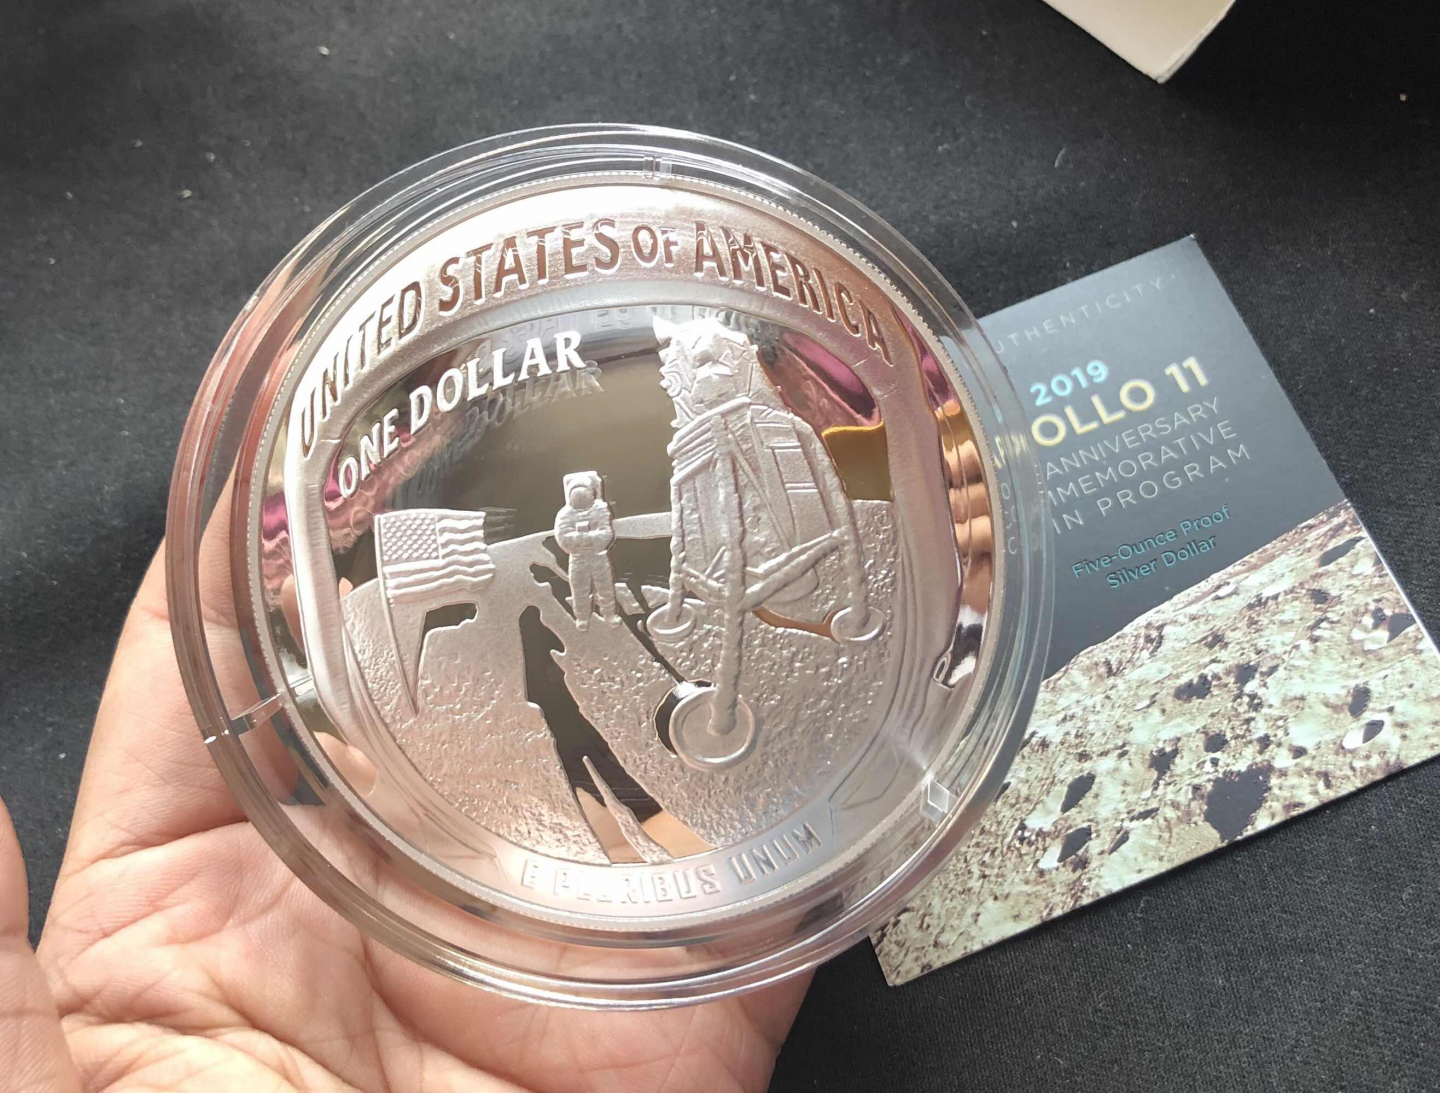 UNITED STATES OF AMERICA
ONE DOLLAR
E PLURIBUS UNUM
UTHENTICITY
2019
OLLO 11
ANNIVERSARY
MEMORATIVE
IN PROGRAM
Five-Ounce Proof
Silver Dollar